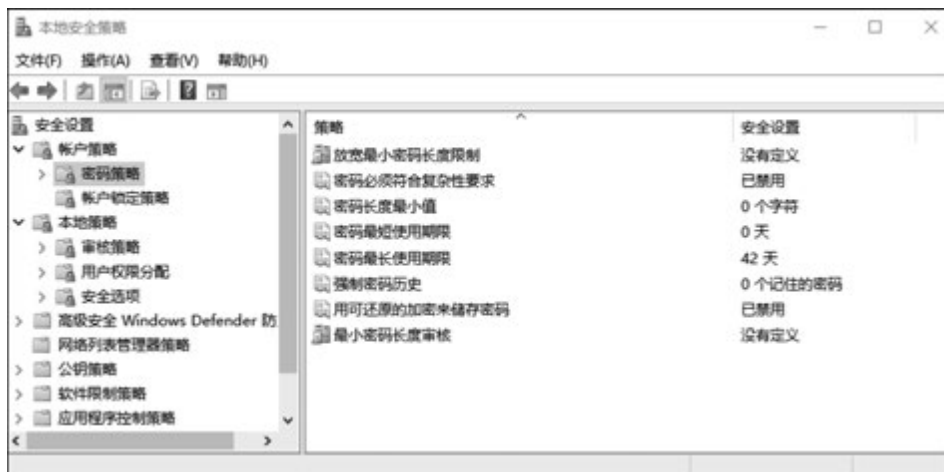 本地安全策略
文件(F) 操作(A) 查看(V) 帮助(H)
安全设置
帐户策略
密码策略
帐户锁定策略
本地策略
审核策略
用户权限分配
安全选项
高级安全 Windows Defender 防
网络列表管理器策略
公钥策略
软件限制策略
应用程序控制策略
策略 安全设置
放宽最小密码长度限制 没有定义
密码必须符合复杂性要求 已禁用
密码长度最小值 0 个字符
密码最短使用期限 0 天
密码最长使用期限 42 天
强制密码历史 0 个记住的密码
用可还原的加密来储存密码 已禁用
最小密码长度审核 没有定义